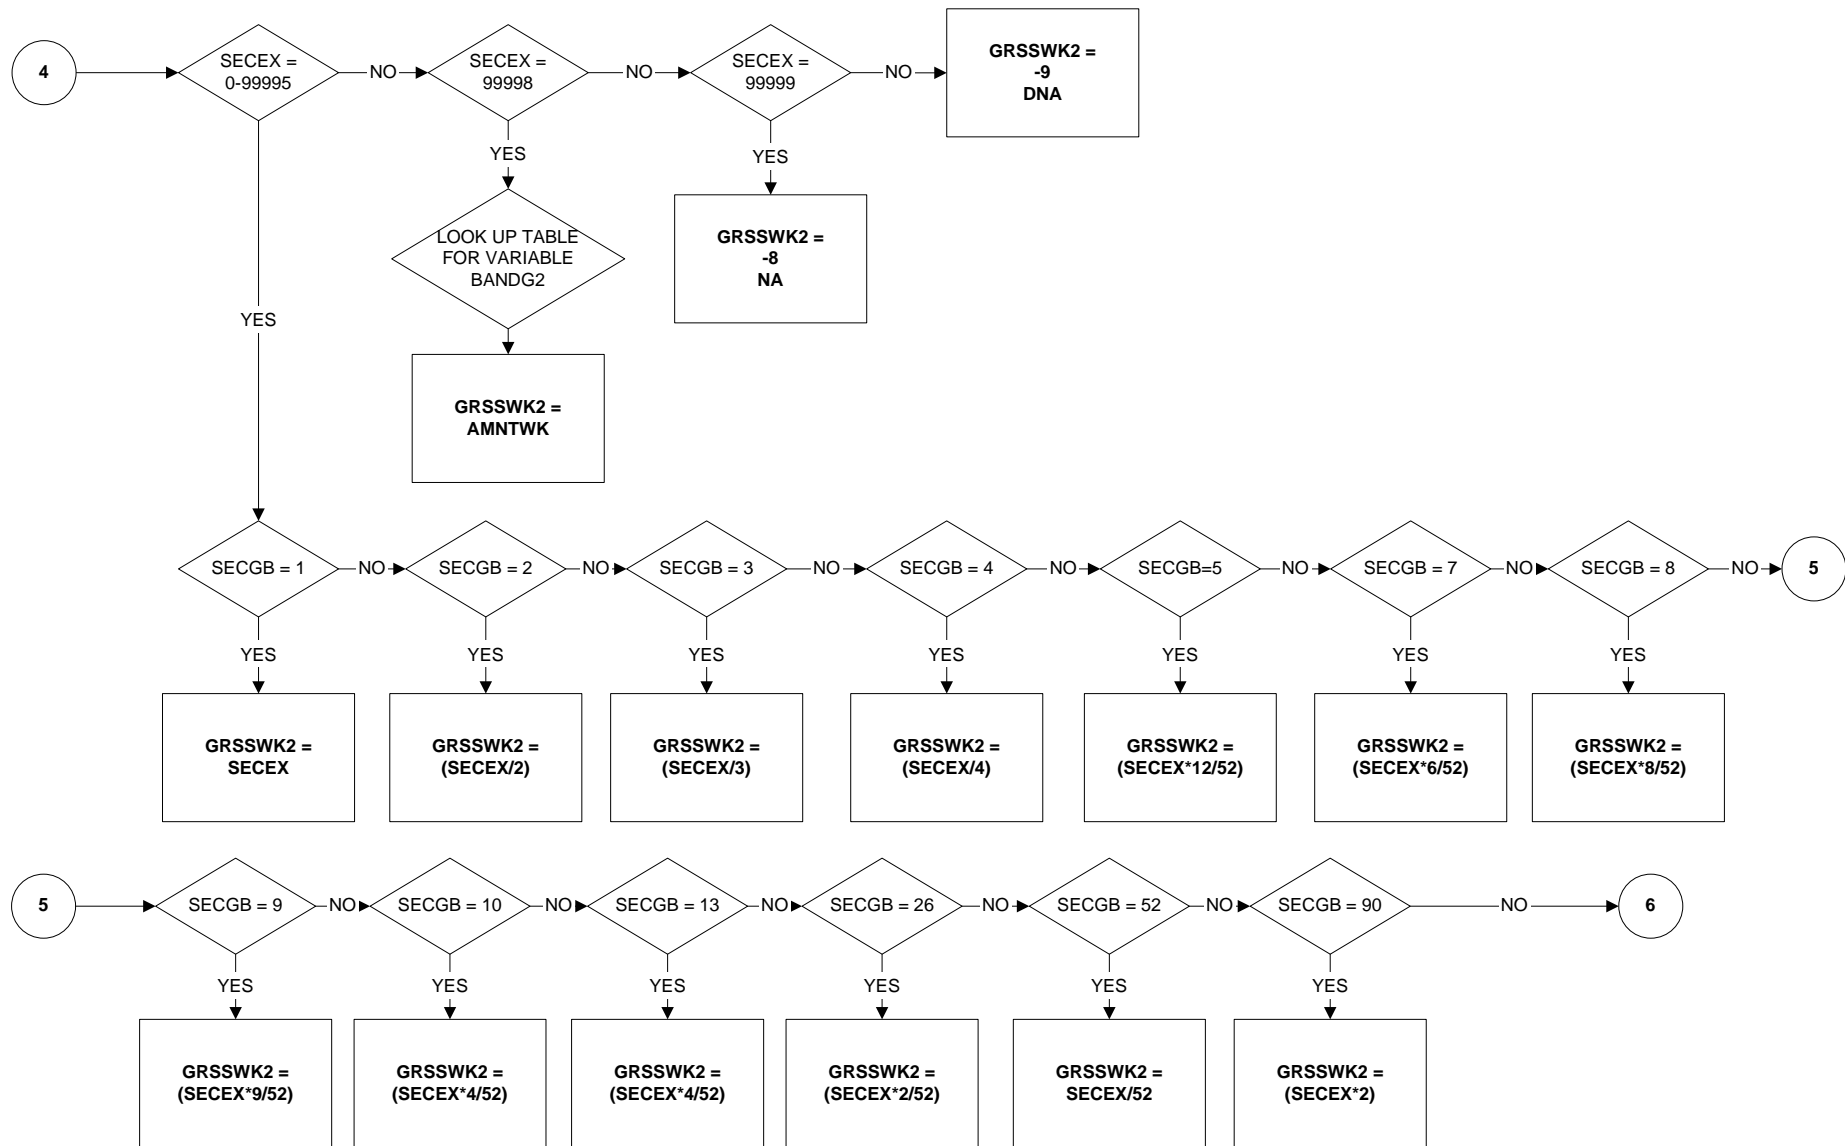 4
SECEX =
0-99995
NO
SECEX =
99998
NO
SECEX =
99999
NO
GRSSWK2 =
-9
DNA
YES
YES
YES
LOOK UP TABLE
FOR VARIABLE
BANDG2
GRSSWK2 =
-8
NA
GRSSWK2 =
AMNTWK
SECGB = 1
NO
SECGB = 2
NO
SECGB = 3
NO
SECGB = 4
NO
SECGB=5
NO
SECGB = 7
NO
SECGB = 8
NO
5
YES
YES
YES
YES
YES
YES
YES
GRSSWK2 =
SECEX
GRSSWK2 =
(SECEX/2)
GRSSWK2 =
(SECEX/3)
GRSSWK2 =
(SECEX/4)
GRSSWK2 =
(SECEX*12/52)
GRSSWK2 =
(SECEX*6/52)
GRSSWK2 =
(SECEX*8/52)
5
SECGB = 9
NO
SECGB = 10
NO
SECGB = 13
NO
SECGB = 26
NO
SECGB = 52
NO
SECGB = 90
NO
6
YES
YES
YES
YES
YES
YES
GRSSWK2 =
(SECEX*9/52)
GRSSWK2 =
(SECEX*4/52)
GRSSWK2 =
(SECEX*4/52)
GRSSWK2 =
(SECEX*2/52)
GRSSWK2 =
SECEX/52
GRSSWK2 =
(SECEX*2)